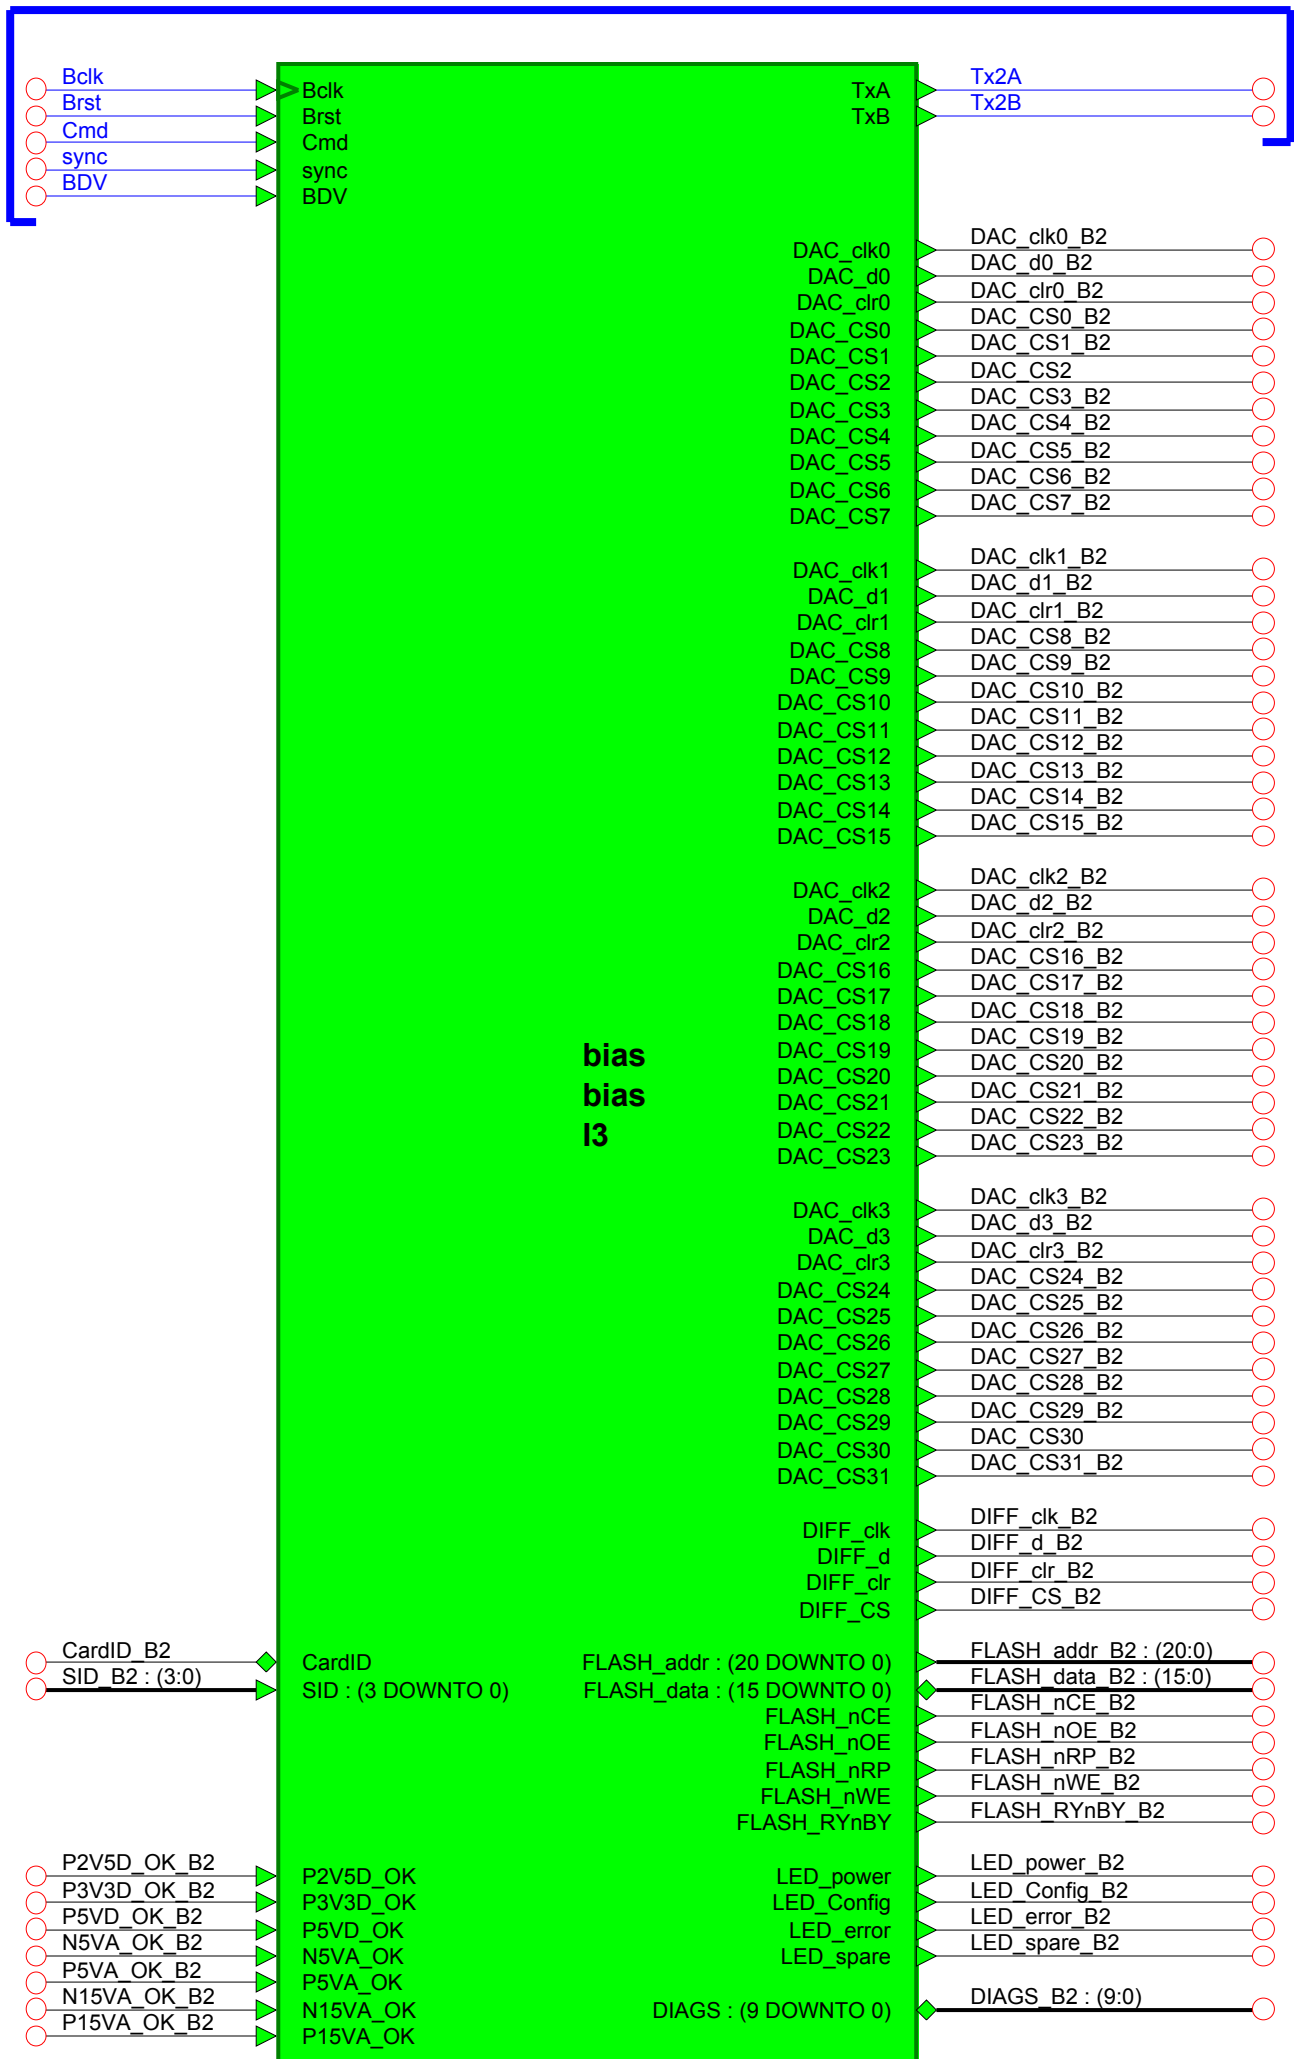 Bclk
Brst
Cmd
sync
BDV
Bclk
Brst
Cmd
sync
BDV
TxA
TxB
Tx2A
Tx2B
DAC_clk0 DAC_clk0_B2
DAC_d0 DAC_d0_B2
DAC_clr0 DAC_clr0_B2
DAC_CS0 DAC_CS0_B2
DAC_CS1 DAC_CS1_B2
DAC_CS2 DAC_CS2
DAC_CS3 DAC_CS3_B2
DAC_CS4 DAC_CS4_B2
DAC_CS5 DAC_CS5_B2
DAC_CS6 DAC_CS6_B2
DAC_CS7 DAC_CS7_B2
DAC_clk1 DAC_clk1_B2
DAC_d1 DAC_d1_B2
DAC_clr1 DAC_clr1_B2
DAC_CS8 DAC_CS8_B2
DAC_CS9 DAC_CS9_B2
DAC_CS10 DAC_CS10_B2
DAC_CS11 DAC_CS11_B2
DAC_CS12 DAC_CS12_B2
DAC_CS13 DAC_CS13_B2
DAC_CS14 DAC_CS14_B2
DAC_CS15 DAC_CS15_B2
DAC_clk2 DAC_clk2_B2
DAC_d2 DAC_d2_B2
DAC_clr2 DAC_clr2_B2
DAC_CS16 DAC_CS16_B2
DAC_CS17 DAC_CS17_B2
DAC_CS18 DAC_CS18_B2
DAC_CS19 DAC_CS19_B2
DAC_CS20 DAC_CS20_B2
DAC_CS21 DAC_CS21_B2
DAC_CS22 DAC_CS22_B2
DAC_CS23 DAC_CS23_B2
bias
bias
I3
DAC_clk3 DAC_clk3_B2
DAC_d3 DAC_d3_B2
DAC_clr3 DAC_clr3_B2
DAC_CS24 DAC_CS24_B2
DAC_CS25 DAC_CS25_B2
DAC_CS26 DAC_CS26_B2
DAC_CS27 DAC_CS27_B2
DAC_CS28 DAC_CS28_B2
DAC_CS29 DAC_CS29_B2
DAC_CS30 DAC_CS30
DAC_CS31 DAC_CS31_B2
DIFF_clk DIFF_clk_B2
DIFF_d DIFF_d_B2
DIFF_clr DIFF_clr_B2
DIFF_CS DIFF_CS_B2
CardID_B2 CardID FLASH_addr : (20 DOWNTO 0) FLASH_addr_B2 : (20:0)
SID_B2 : (3:0) SID : (3 DOWNTO 0) FLASH_data : (15 DOWNTO 0) FLASH_data_B2 : (15:0)
FLASH_nCE FLASH_nCE_B2
FLASH_nOE FLASH_nOE_B2
FLASH_nRP FLASH_nRP_B2
FLASH_nWE FLASH_nWE_B2
FLASH_RYnBY FLASH_RYnBY_B2
P2V5D_OK_B2 P2V5D_OK LED_power LED_power_B2
P3V3D_OK_B2 P3V3D_OK LED_Config LED_Config_B2
P5VD_OK_B2 P5VD_OK LED_error LED_error_B2
N5VA_OK_B2 N5VA_OK LED_spare LED_spare_B2
P5VA_OK_B2 P5VA_OK
N15VA_OK_B2 N15VA_OK DIAGS : (9 DOWNTO 0) DIAGS_B2 : (9:0)
P15VA_OK_B2 P15VA_OK